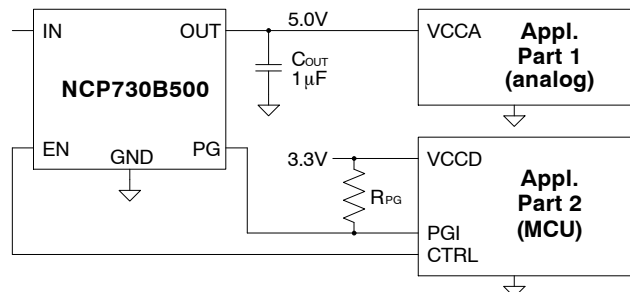 IN
OUT
5.0V
VCCA
Appl.
Part 1
(analog)
COUT
1μF
NCP730B500
EN
GND
PG
3.3V
VCCD
RPG
Appl.
Part 2
(MCU)
PGI
CTRL